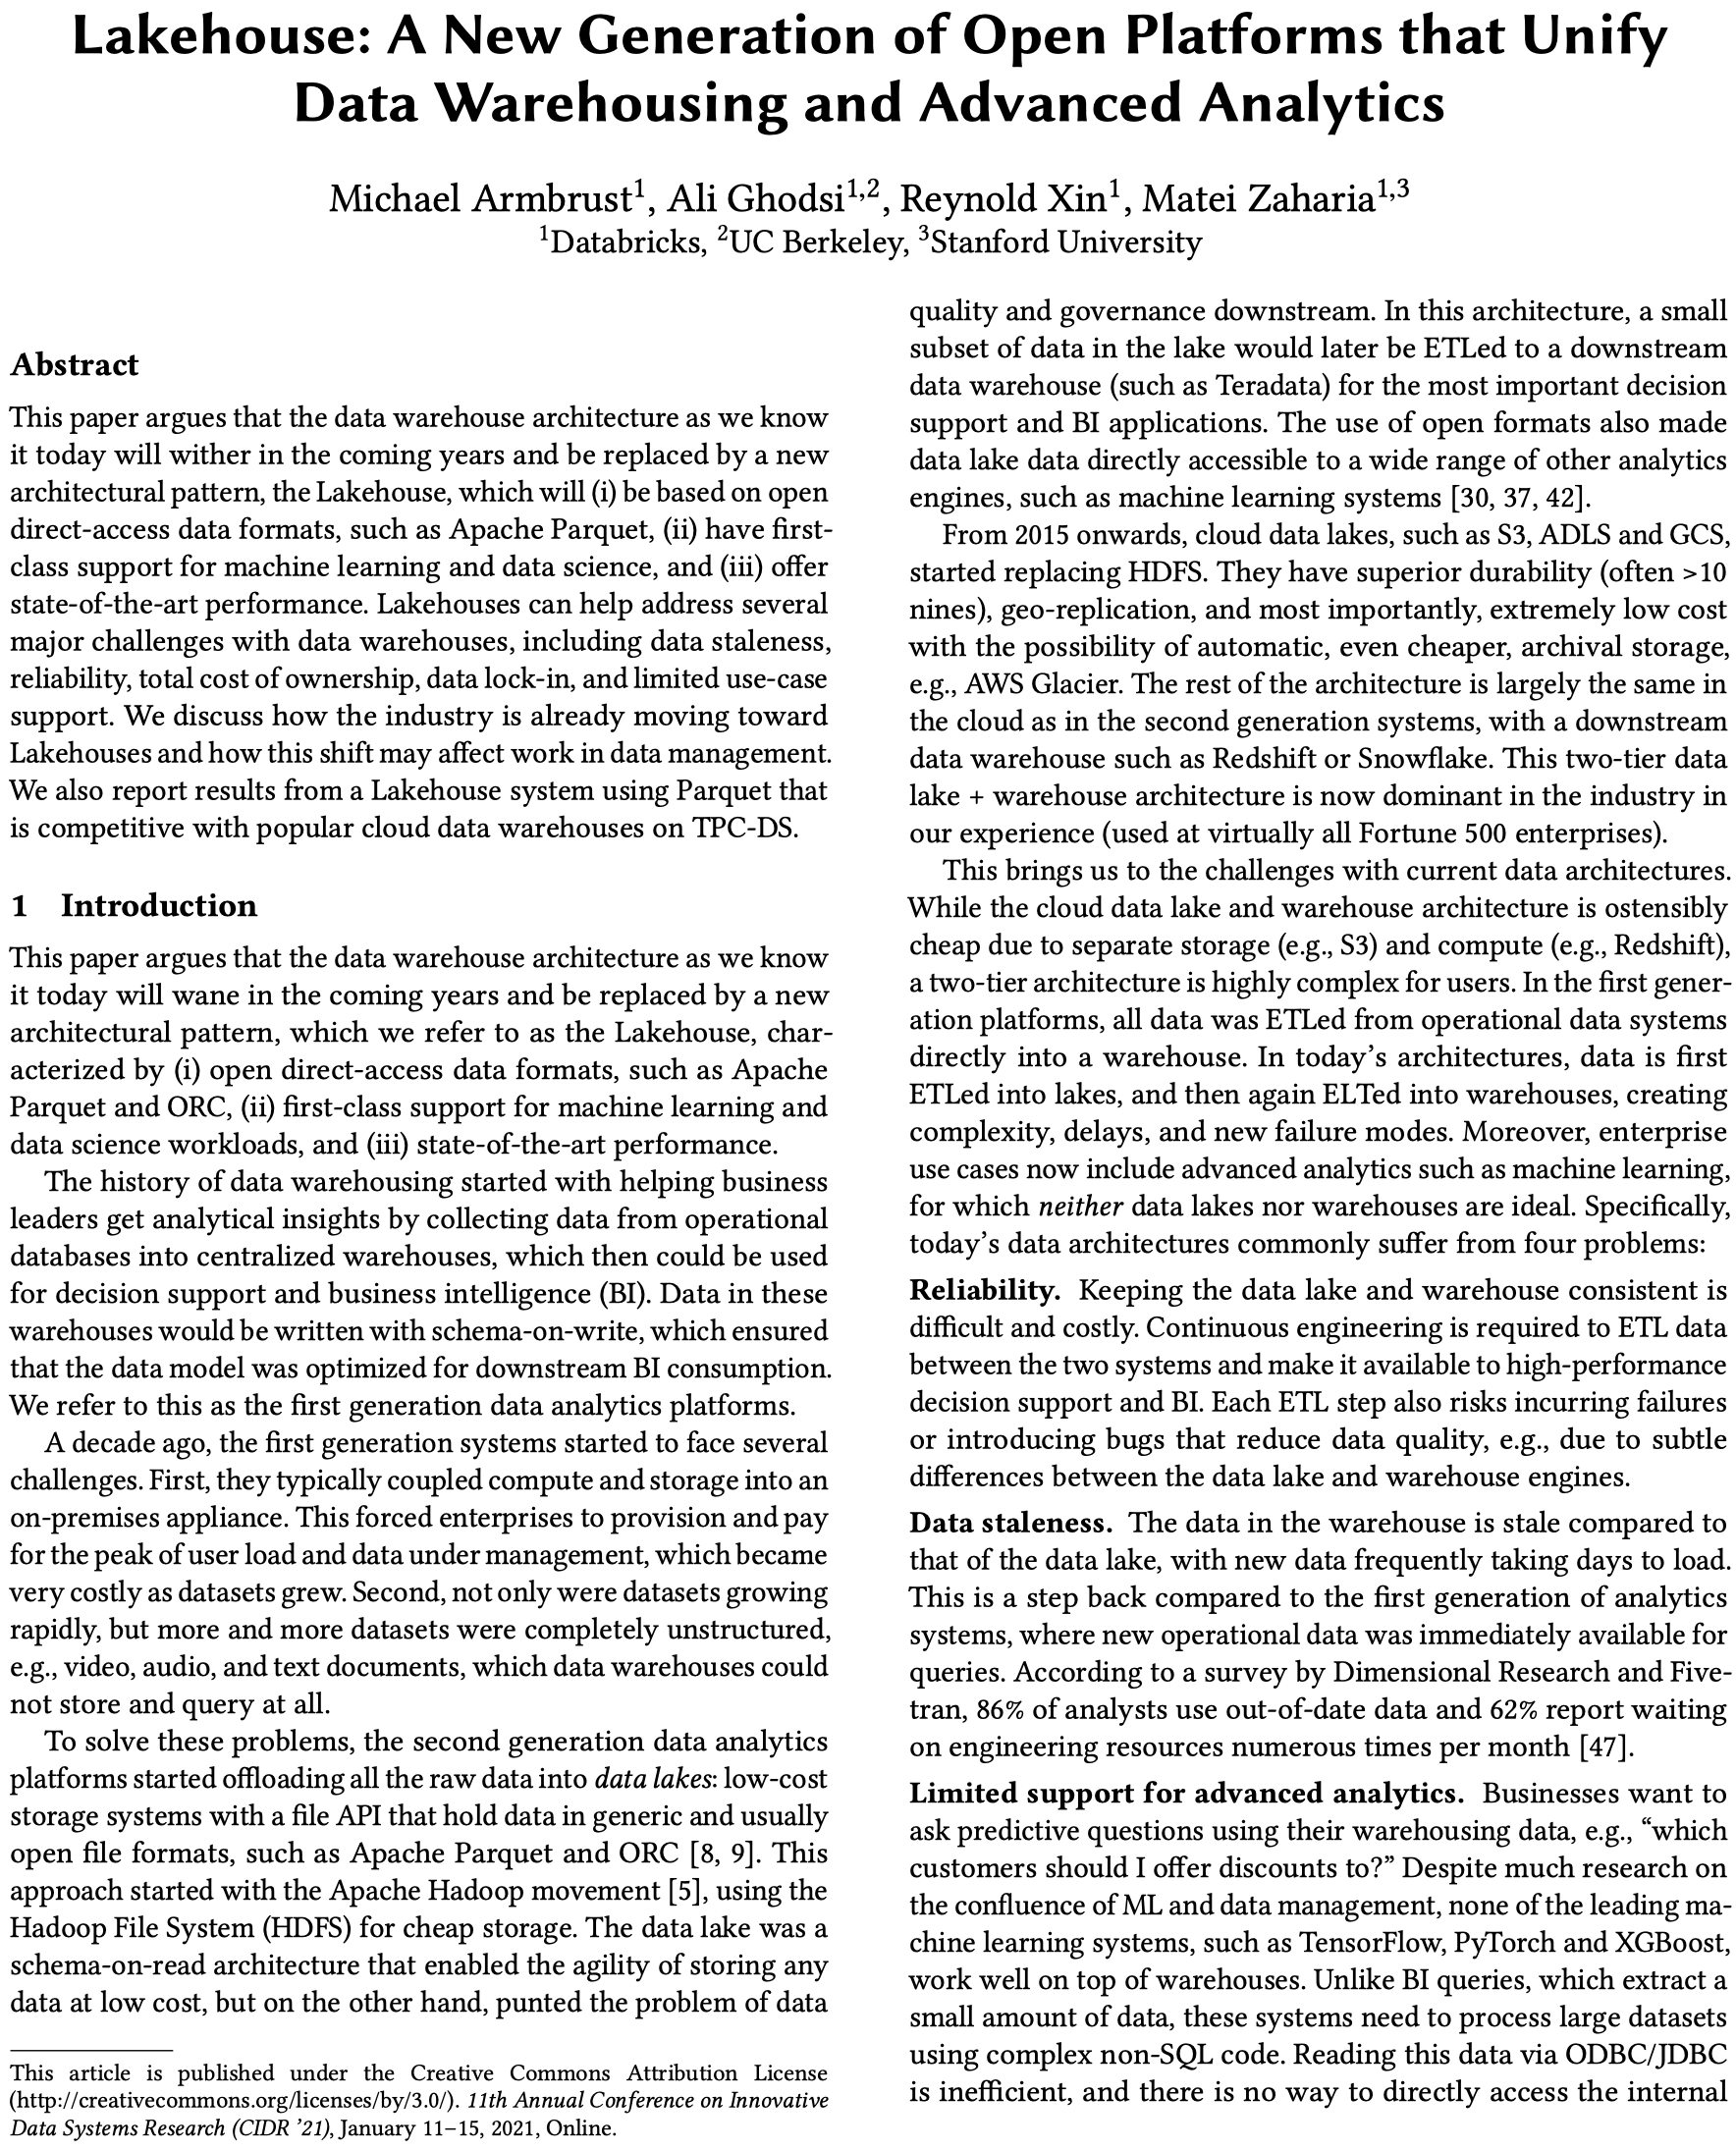 Lakehouse: A New Generation of Open Platforms that Unify
Data Warehousing and Advanced Analytics
Michael Armbrust1, Ali Ghodsi1,2, Reynold Xin1, Matei Zaharia1,3
1Databricks, 2UC Berkeley, 3Stanford University
Abstract
This paper argues that the data warehouse architecture as we know
it today will wither in the coming years and be replaced by a new
architectural pattern, the Lakehouse, which will (i) be based on open
direct-access data formats, such as Apache Parquet, (ii) have first-
class support for machine learning and data science, and (iii) offer
state-of-the-art performance. Lakehouses can help address several
major challenges with data warehouses, including data staleness,
reliability, total cost of ownership, data lock-in, and limited use-case
support. We discuss how the industry is already moving toward
Lakehouses and how this shift may affect work in data management.
We also report results from a Lakehouse system using Parquet that
is competitive with popular cloud data warehouses on TPC-DS.
1 Introduction
This paper argues that the data warehouse architecture as we know
it today will wane in the coming years and be replaced by a new
architectural pattern, which we refer to as the Lakehouse, char-
acterized by (i) open direct-access data formats, such as Apache
Parquet and ORC, (ii) first-class support for machine learning and
data science workloads, and (iii) state-of-the-art performance.
The history of data warehousing started with helping business
leaders get analytical insights by collecting data from operational
databases into centralized warehouses, which then could be used
for decision support and business intelligence (BI). Data in these
warehouses would be written with schema-on-write, which ensured
that the data model was optimized for downstream BI consumption.
We refer to this as the first generation data analytics platforms.
A decade ago, the first generation systems started to face several
challenges. First, they typically coupled compute and storage into an
on-premises appliance. This forced enterprises to provision and pay
for the peak of user load and data under management, which became
very costly as datasets grew. Second, not only were datasets growing
rapidly, but more and more datasets were completely unstructured,
e.g., video, audio, and text documents, which data warehouses could
not store and query at all.
To solve these problems, the second generation data analytics
platforms started offloading all the raw data into data lakes: low-cost
storage systems with a file API that hold data in generic and usually
open file formats, such as Apache Parquet and ORC [8, 9]. This
approach started with the Apache Hadoop movement [5], using the
Hadoop File System (HDFS) for cheap storage. The data lake was a
schema-on-read architecture that enabled the agility of storing any
data at low cost, but on the other hand, punted the problem of data
This article is published under the Creative Commons Attribution License
(http://creativecommons.org/licenses/by/3.0/). 11th Annual Conference on Innovative
Data Systems Research (CIDR ’21), January 11–15, 2021, Online.
quality and governance downstream. In this architecture, a small
subset of data in the lake would later be ETLed to a downstream
data warehouse (such as Teradata) for the most important decision
support and BI applications. The use of open formats also made
data lake data directly accessible to a wide range of other analytics
engines, such as machine learning systems [30, 37, 42].
From 2015 onwards, cloud data lakes, such as S3, ADLS and GCS,
started replacing HDFS. They have superior durability (often >10
nines), geo-replication, and most importantly, extremely low cost
with the possibility of automatic, even cheaper, archival storage,
e.g., AWS Glacier. The rest of the architecture is largely the same in
the cloud as in the second generation systems, with a downstream
data warehouse such as Redshift or Snowflake. This two-tier data
lake + warehouse architecture is now dominant in the industry in
our experience (used at virtually all Fortune 500 enterprises).
This brings us to the challenges with current data architectures.
While the cloud data lake and warehouse architecture is ostensibly
cheap due to separate storage (e.g., S3) and compute (e.g., Redshift),
a two-tier architecture is highly complex for users. In the first gener-
ation platforms, all data was ETLed from operational data systems
directly into a warehouse. In today’s architectures, data is first
ETLed into lakes, and then again ELTed into warehouses, creating
complexity, delays, and new failure modes. Moreover, enterprise
use cases now include advanced analytics such as machine learning,
for which neither data lakes nor warehouses are ideal. Specifically,
today’s data architectures commonly suffer from four problems:
Reliability. Keeping the data lake and warehouse consistent is
difficult and costly. Continuous engineering is required to ETL data
between the two systems and make it available to high-performance
decision support and BI. Each ETL step also risks incurring failures
or introducing bugs that reduce data quality, e.g., due to subtle
differences between the data lake and warehouse engines.
Data staleness. The data in the warehouse is stale compared to
that of the data lake, with new data frequently taking days to load.
This is a step back compared to the first generation of analytics
systems, where new operational data was immediately available for
queries. According to a survey by Dimensional Research and Five-
tran, 86% of analysts use out-of-date data and 62% report waiting
on engineering resources numerous times per month [47].
Limited support for advanced analytics. Businesses want to
ask predictive questions using their warehousing data, e.g., “which
customers should I offer discounts to?” Despite much research on
the confluence of ML and data management, none of the leading ma-
chine learning systems, such as TensorFlow, PyTorch and XGBoost,
work well on top of warehouses. Unlike BI queries, which extract a
small amount of data, these systems need to process large datasets
using complex non-SQL code. Reading this data via ODBC/JDBC
is inefficient, and there is no way to directly access the internal